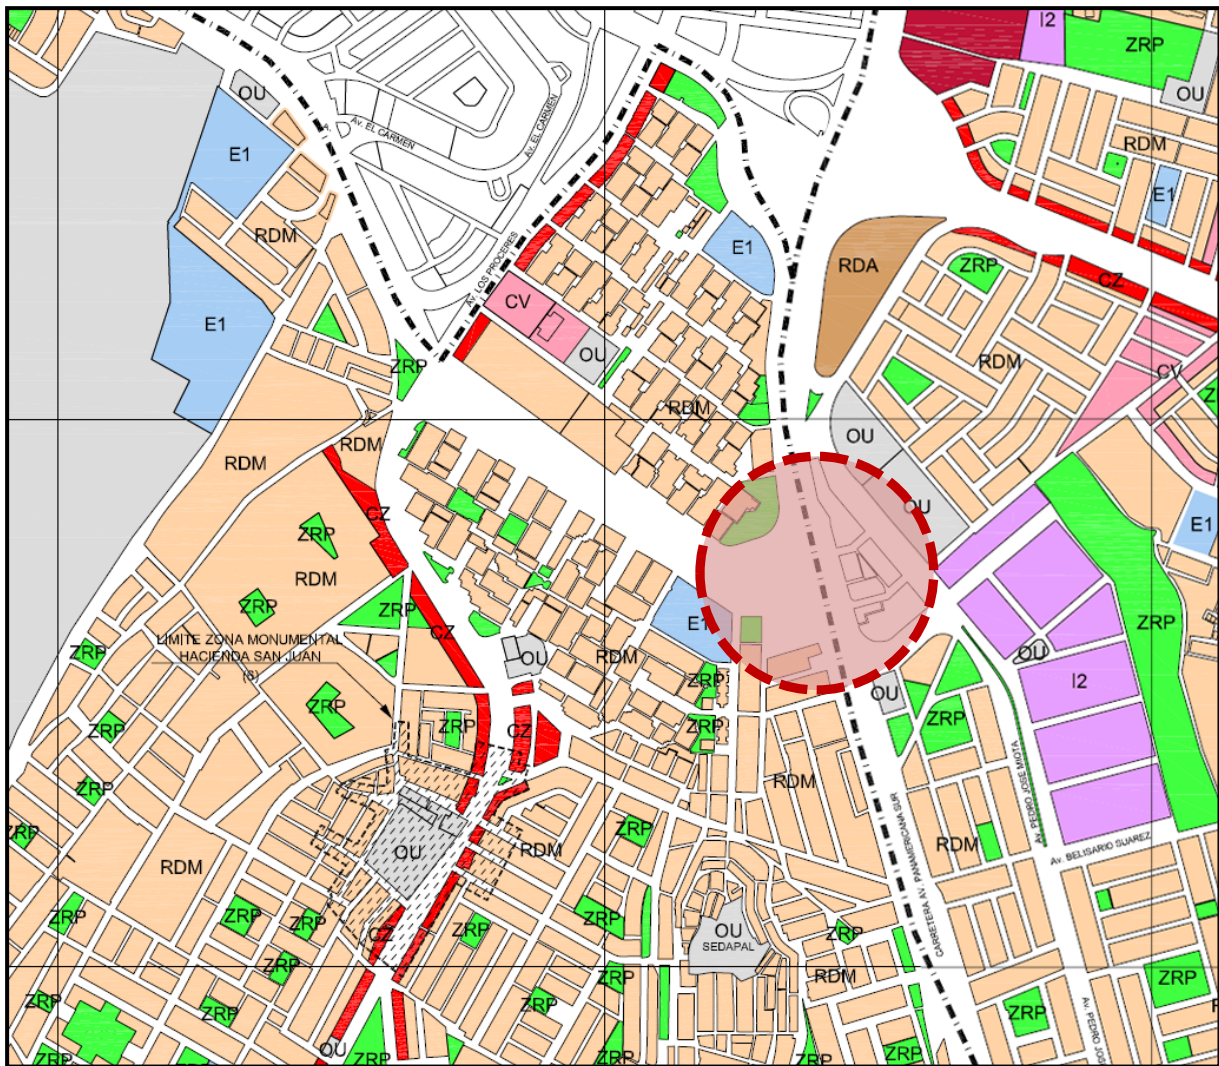 I2
ZRP
OU
OU
Av. EL CARMEN
AV. EL CARMEN
RDM
E1
E1
RDM
AV. LOS PROCERES
E1
RDA
ZRP
CZ
CV
E1
OU
ZRP
RDM
CV
RDM
RDM
OU
RDM
CZ
OU
E1
ZRP
RDM
ZRP
ZRP
CZ
E1
ZRP
LIMITE ZONA MONUMENTAL
HACIENDA SAN JUAN
(6)
ZRP
OU
RDM
OU
ZRP
I2
OU
ZRP
ZRP
ZRP
ZRP
ZRP
CZ
ZRP
RDM
ZRP
AV. PEDRO JOSE MIOTA
CARRETERA AV. PANAMERICANA SUR
ZRP
ZRP
RDM
OU
RDM
RDM
Av. BELISARIO SUAREZ
ZRP
ZRP
ZRP
CZ
ZRP
ZRP
OU
SEDAPAL
ZRP
ZRP
ZRP
RDM
ZRP
ZRP
ZRP
ZRP
ZRP
OU
ZRP
ZRP
ZRP
ZRP
ZRP